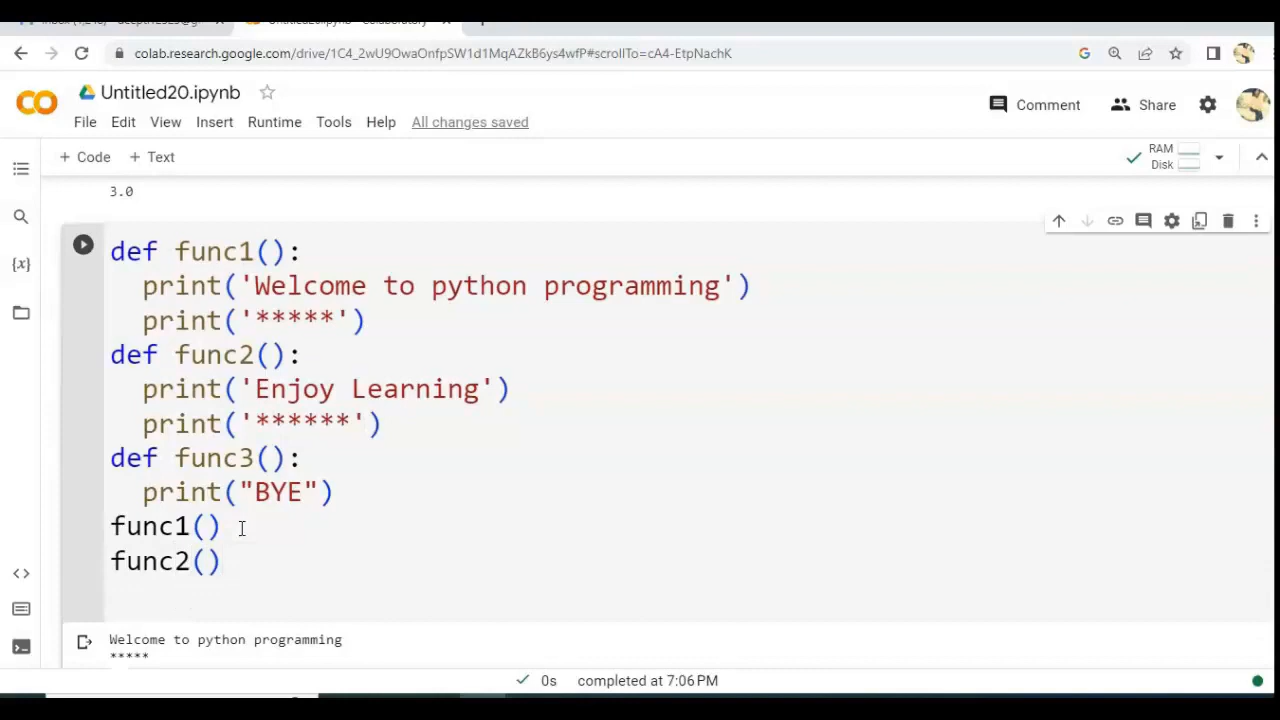 colab.research.google.com/drive/1C4_2wU9OwaOnfpSW1d1MqAZkB6ys4wfP#scrollTo=cA4-EtpNachK
Untitled20.ipynb
Comment
Share
File Edit View Insert Runtime Tools Help All changes saved
+ Code + Text
RAM
Disk
3.0
def func1():
print('Welcome to python programming')
print('*****')
def func2():
print('Enjoy Learning')
print('******')
def func3():
print("BYE")
func1()
func2()
Welcome to python programming
*****
0s completed at 7:06 PM